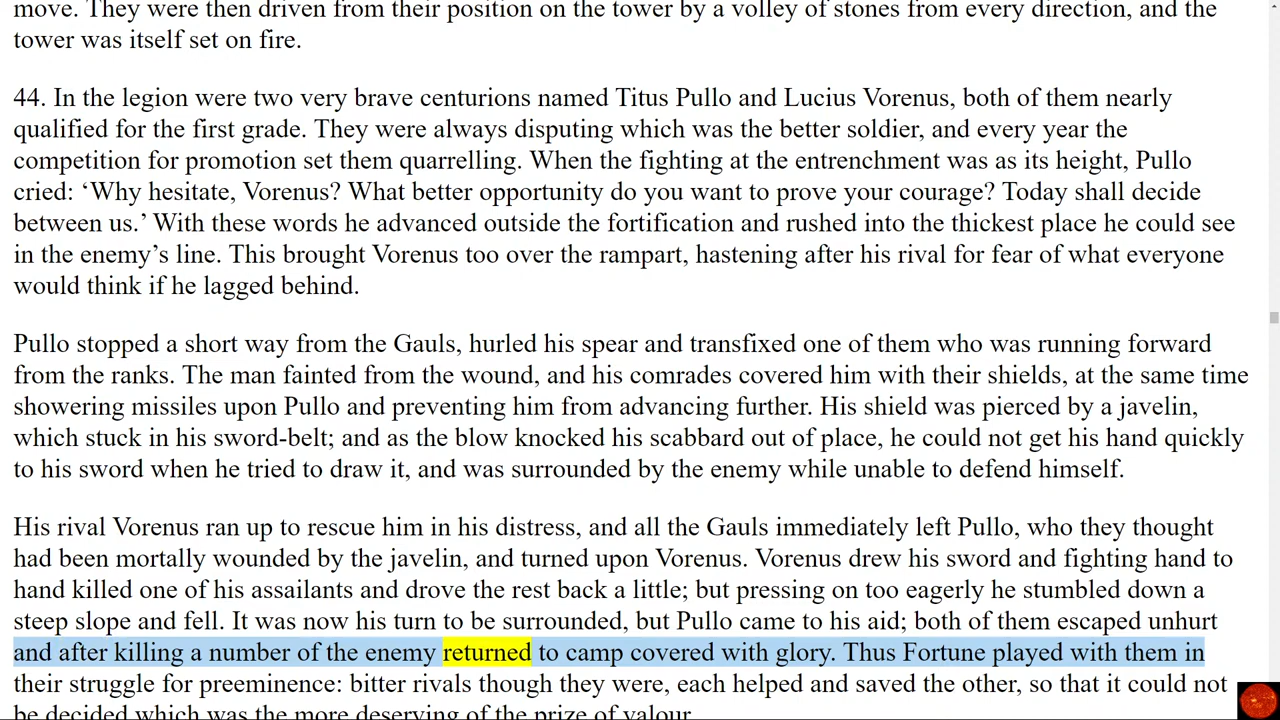 move. They were then driven from their position on the tower by a volley of stones from every direction, and the
tower was itself set on fire.
44. In the legion were two very brave centurions named Titus Pullo and Lucius Vorenus, both of them nearly
qualified for the first grade. They were always disputing which was the better soldier, and every year the
competition for promotion set them quarrelling. When the fighting at the entrenchment was as its height, Pullo
cried: ‘Why hesitate, Vorenus? What better opportunity do you want to prove your courage? Today shall decide
between us.’ With these words he advanced outside the fortification and rushed into the thickest place he could see
in the enemy’s line. This brought Vorenus too over the rampart, hastening after his rival for fear of what everyone
would think if he lagged behind.
Pullo stopped a short way from the Gauls, hurled his spear and transfixed one of them who was running forward
from the ranks. The man fainted from the wound, and his comrades covered him with their shields, at the same time
showering missiles upon Pullo and preventing him from advancing further. His shield was pierced by a javelin,
which stuck in his sword-belt; and as the blow knocked his scabbard out of place, he could not get his hand quickly
to his sword when he tried to draw it, and was surrounded by the enemy while unable to defend himself.
His rival Vorenus ran up to rescue him in his distress, and all the Gauls immediately left Pullo, who they thought
had been mortally wounded by the javelin, and turned upon Vorenus. Vorenus drew his sword and fighting hand to
hand killed one of his assailants and drove the rest back a little; but pressing on too eagerly he stumbled down a
steep slope and fell. It was now his turn to be surrounded, but Pullo came to his aid; both of them escaped unhurt
and after killing a number of the enemy returned to camp covered with glory. Thus Fortune played with them in
their struggle for preeminence: bitter rivals though they were, each helped and saved the other, so that it could not
be decided which was the more deserving of the prize of valour.